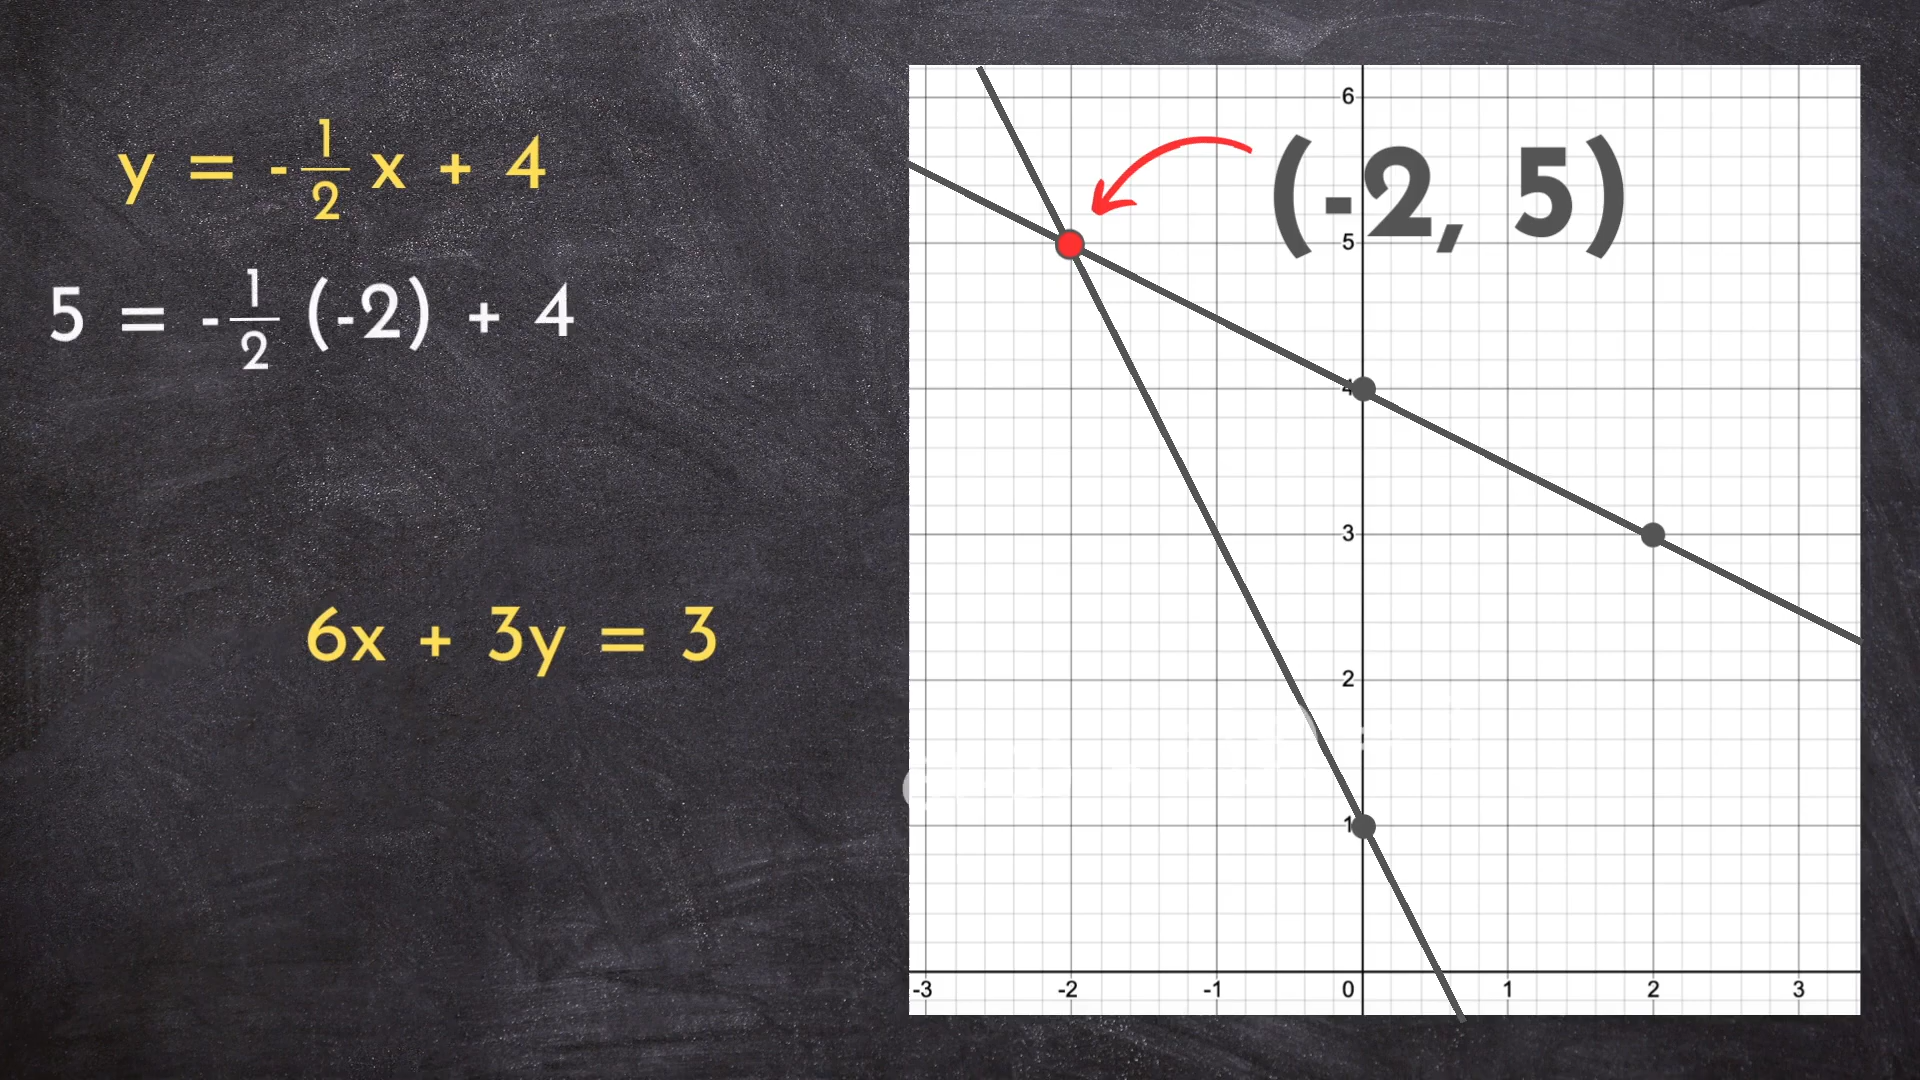 y = -1/2 x + 4
5 = -1/2 (-2) + 4
6x + 3y = 3
(-2, 5)
6
5
4
3
2
1
-3 -2 -1 0 1 2 3